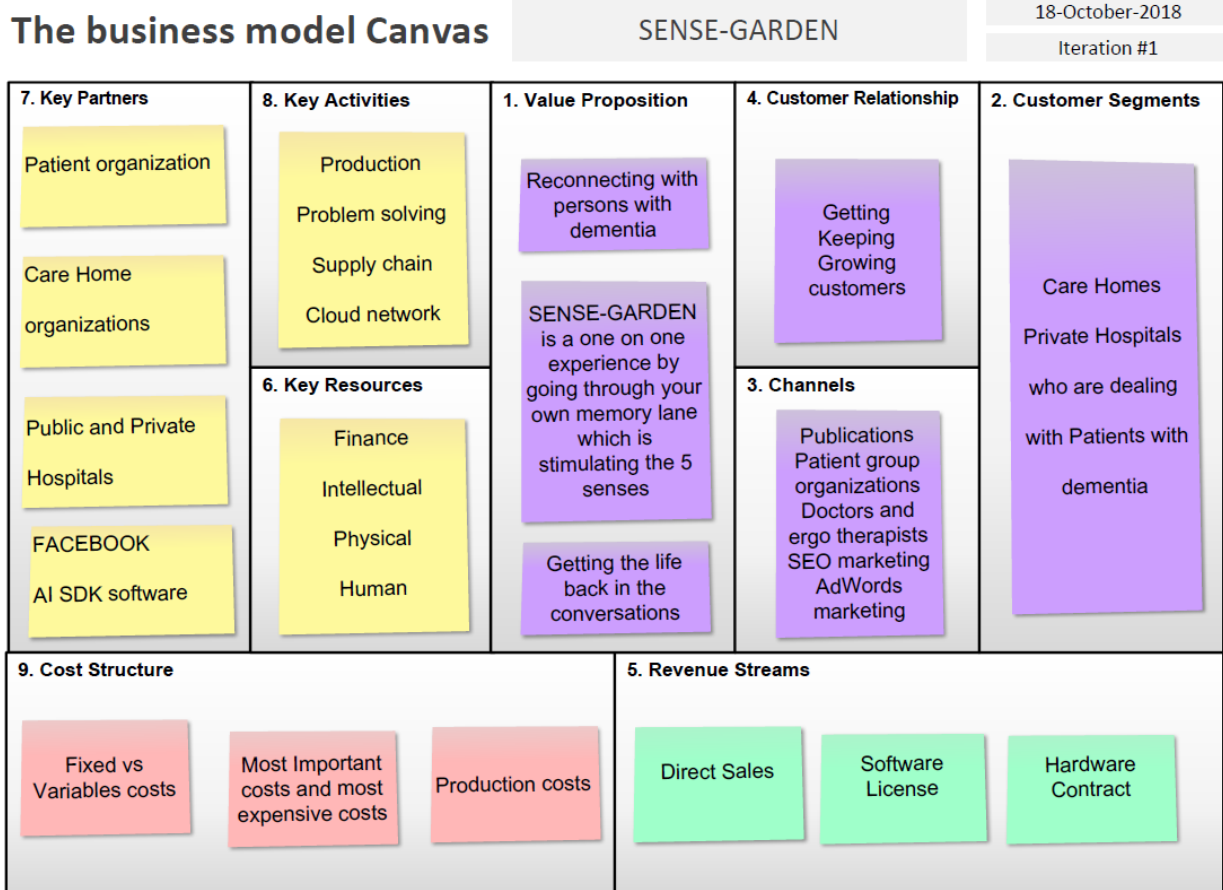 The business model Canvas
SENSE-GARDEN
18-October-2018
Iteration #1
7. Key Partners
Patient organization
Care Home
organizations
Public and Private
Hospitals
FACEBOOK
AI SDK software
8. Key Activities
Production
Problem solving
Supply chain
Cloud network
6. Key Resources
Finance
Intellectual
Physical
Human
1. Value Proposition
Reconnecting with
persons with
dementia
SENSE-GARDEN
is a one on one
experience by
going through your
own memory lane
which is
stimulating the 5
senses
Getting the life
back in the
conversations
4. Customer Relationship
Getting
Keeping
Growing
customers
3. Channels
Publications
Patient group
organizations
Doctors and
ergo therapists
SEO marketing
AdWords
marketing
2. Customer Segments
Care Homes
Private Hospitals
who are dealing
with Patients with
dementia
9. Cost Structure
Fixed vs
Variables costs
Most Important
costs and most
expensive costs
Production costs
5. Revenue Streams
Direct Sales
Software
License
Hardware
Contract